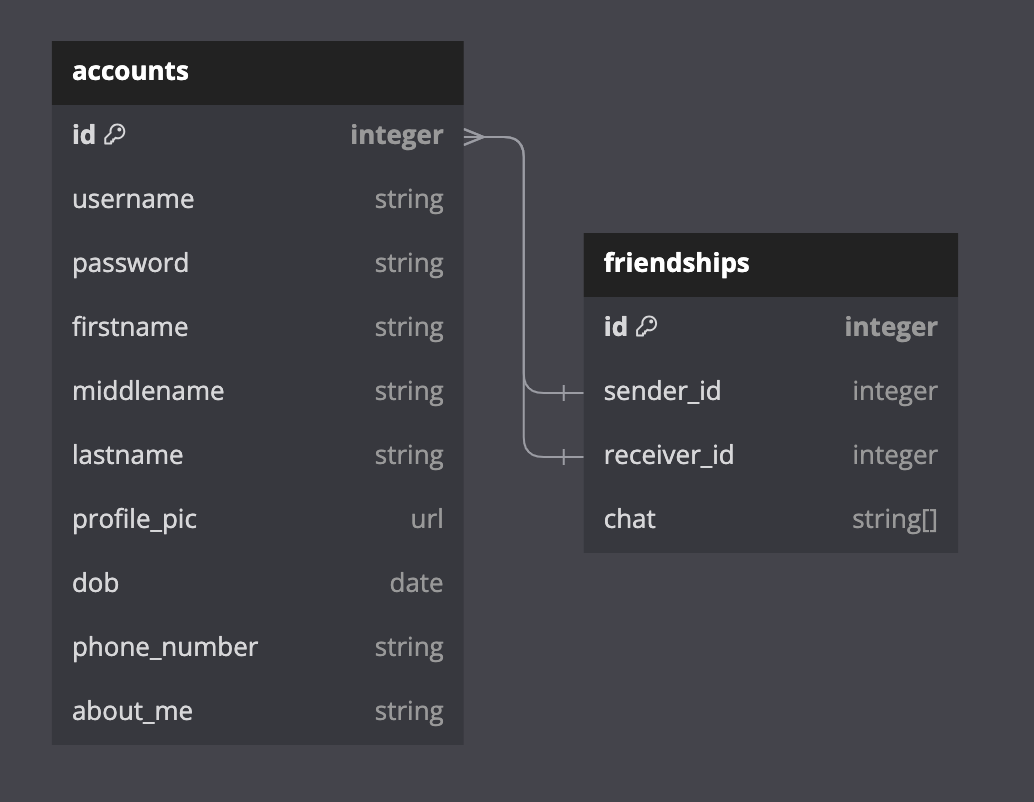 accounts
id integer
username string
password string
firstname string
middlename string
lastname string
profile_pic url
dob date
phone_number string
about_me string
friendships
id integer
sender_id integer
receiver_id integer
chat string[]